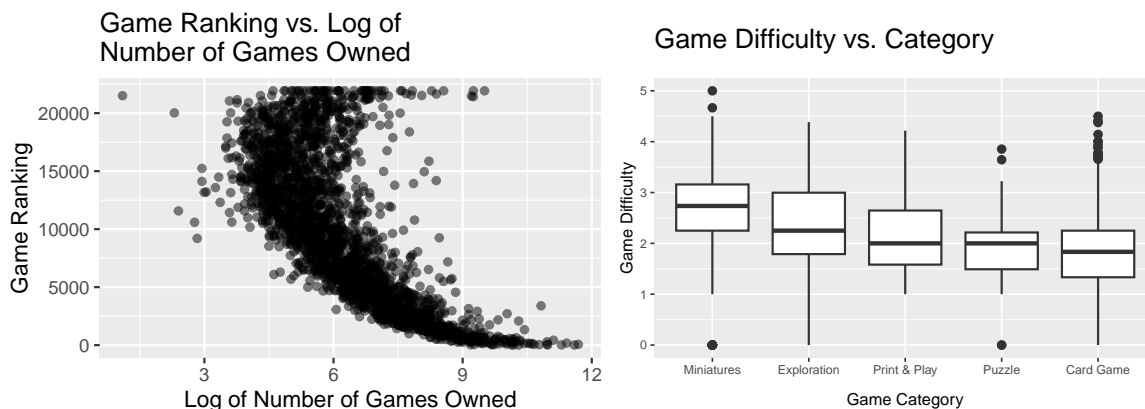 Game Ranking vs. Log of
Number of Games Owned
Game Ranking
20000
15000
10000
5000
0
3 6 9 12
Log of Number of Games Owned
Game Difficulty vs. Category
Game Difficulty
5
4
3
2
1
0
Miniatures Exploration Print & Play Puzzle Card Game
Game Category